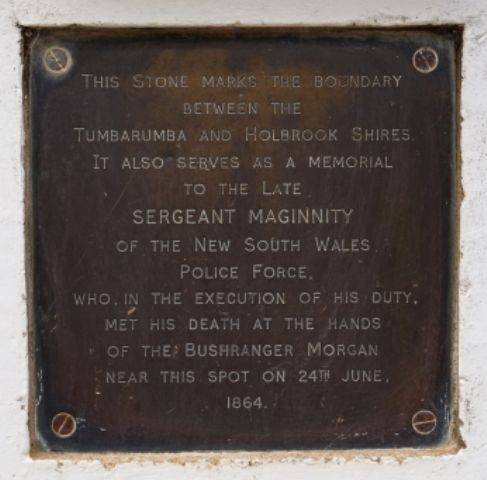 THIS STONE MARKS THE BOUNDARY
BETWEEN THE
TUMBARUMBA AND HOLBROOK SHIRES.
IT ALSO SERVES AS A MEMORIAL
TO THE LATE
SERGEANT MAGINNITY
OF THE NEW SOUTH WALES
POLICE FORCE,
WHO, IN THE EXECUTION OF HIS DUTY,
MET HIS DEATH AT THE HANDS
OF THE BUSHRANGER MORGAN
NEAR THIS SPOT ON 24TH JUNE,
1864.